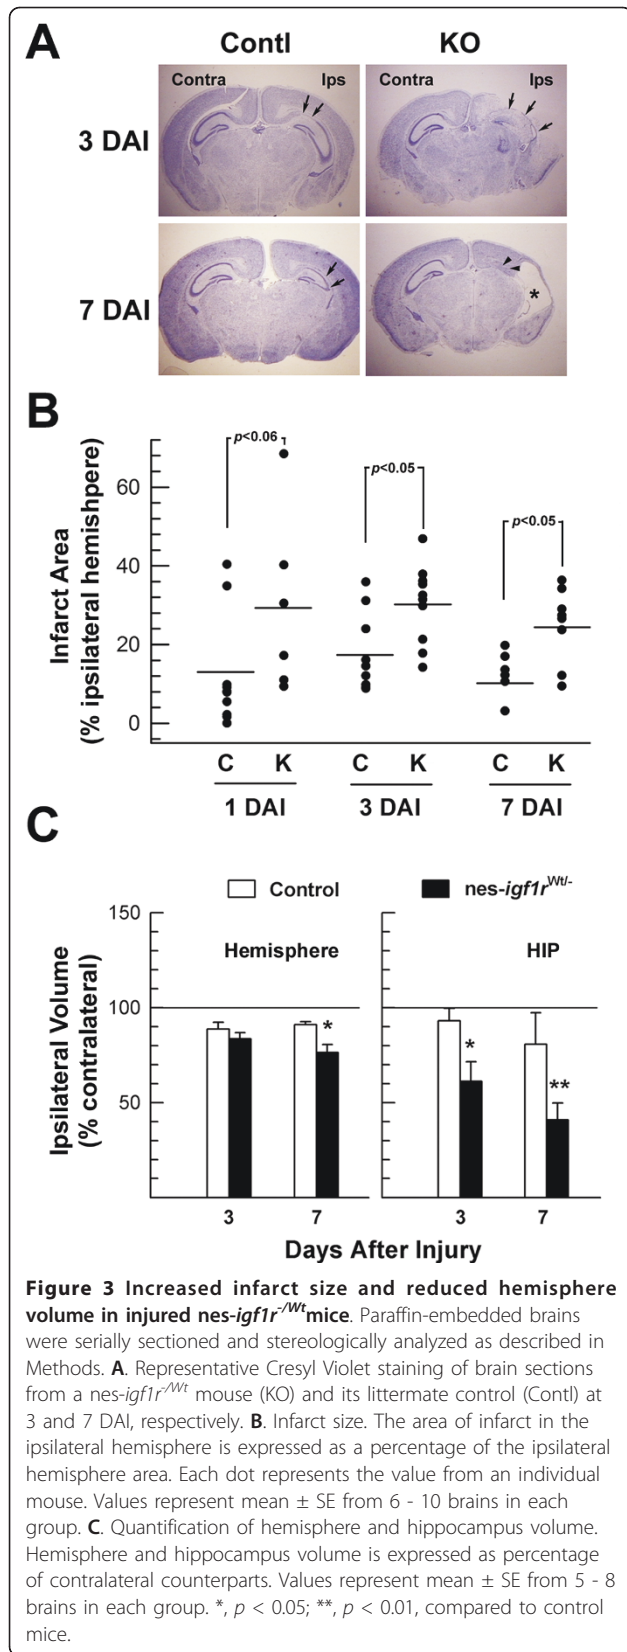 A
Contl KO
Contra Ips Contra Ips
3 DAI
7 DAI
*
B
Infarct Area
(% ipsilateral hemishpere)
60
40
20
0
p<0.06
p<0.05
p<0.05
C K C K C K
1 DAI 3 DAI 7 DAI
C
Control nes-igf1r^Wt/-
Ipsilateral Volume
(% contralateral)
150
100
50
Hemisphere HIP
* * **
3 7 3 7
Days After Injury
Figure 3 Increased infarct size and reduced hemisphere
volume in injured nes-igf1r^-/Wt mice. Paraffin-embedded brains
were serially sectioned and stereologically analyzed as described in
Methods. A. Representative Cresyl Violet staining of brain sections
from a nes-igf1r^-/Wt mouse (KO) and its littermate control (Contl) at
3 and 7 DAI, respectively. B. Infarct size. The area of infarct in the
ipsilateral hemisphere is expressed as a percentage of the ipsilateral
hemisphere area. Each dot represents the value from an individual
mouse. Values represent mean ± SE from 6 - 10 brains in each
group. C. Quantification of hemisphere and hippocampus volume.
Hemisphere and hippocampus volume is expressed as percentage
of contralateral counterparts. Values represent mean ± SE from 5 - 8
brains in each group. *, p < 0.05; **, p < 0.01, compared to control
mice.